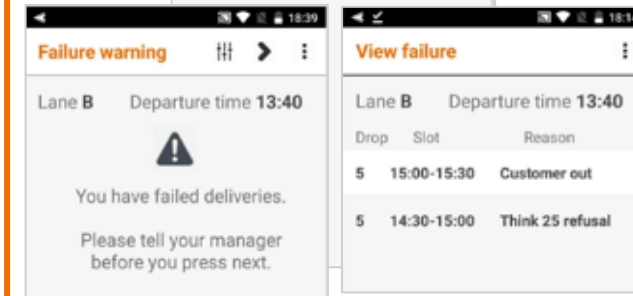 18:39
Failure warning
Lane B Departure time 13:40
You have failed deliveries.
Please tell your manager
before you press next.
View failure
Lane B Departure time 13:40
Drop Slot Reason
5 15:00-15:30 Customer out
5 14:30-15:00 Think 25 refusal